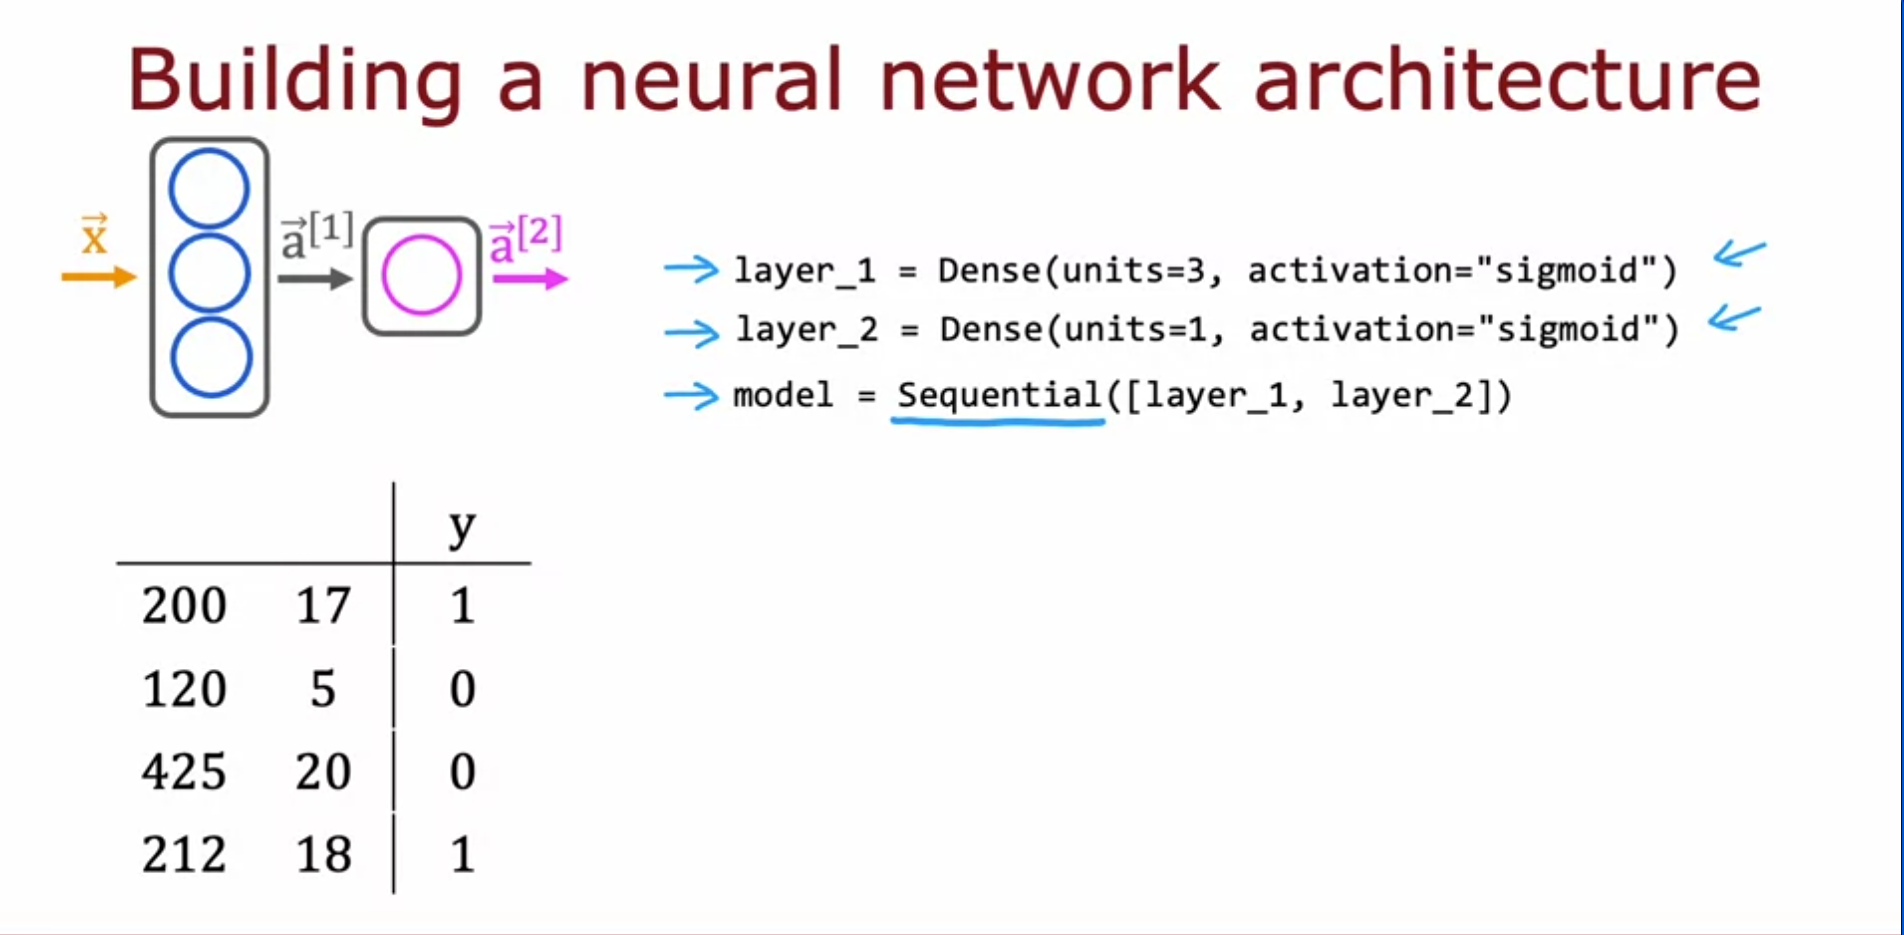 Building a neural network architecture
x⃗
a⃗[1]
a⃗[2]
layer_1 = Dense(units=3, activation="sigmoid")
layer_2 = Dense(units=1, activation="sigmoid")
model = Sequential([layer_1, layer_2])
y
200 17 1
120 5 0
425 20 0
212 18 1